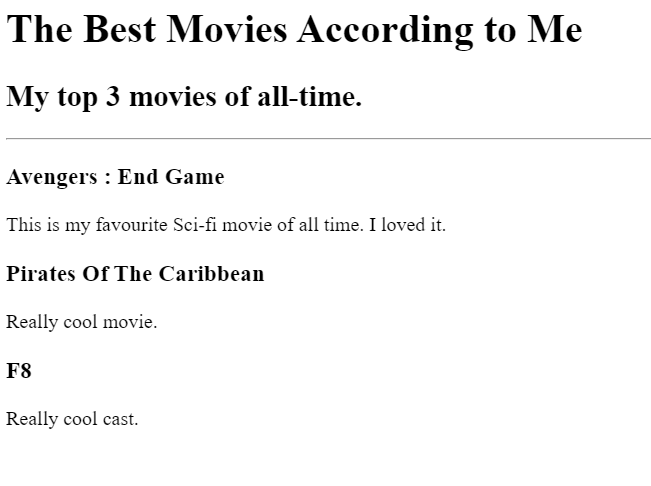 The Best Movies According to Me
My top 3 movies of all-time.
Avengers : End Game
This is my favourite Sci-fi movie of all time. I loved it.
Pirates Of The Caribbean
Really cool movie.
F8
Really cool cast.